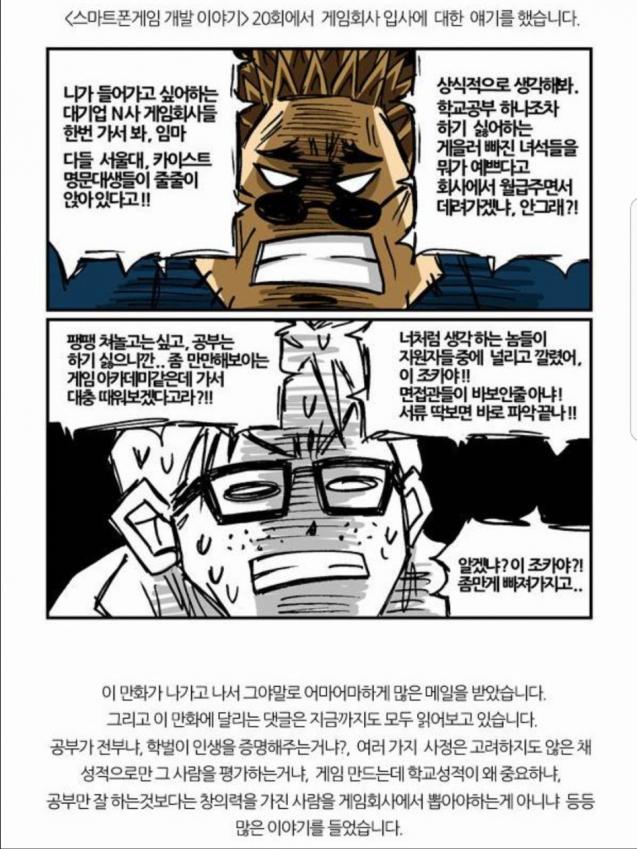 <스마트폰게임 개발 이야기> 20회에서 게임회사 입사에 대한 얘기를 했습니다.
니가 들어가고 싶어하는
대기업 N사 게임회사들
한번 가서 봐, 임마
다들 서울대, 카이스트
명문대생들이 줄줄이
앉아있다고!!
상식적으로 생각해봐.
학교공부 하나조차
하기 싫어하는
게을러 빠진 녀석들을
뭐가 예쁘다고
회사에서 월급주면서
데려가겠냐, 안그래?!
팽팽 쳐놀고는 싶고, 공부는
하기 싫으니깐.. 좀 만만해보이는
게임 아카데미같은데 가서
대충 때워보겠다고라?!!
너처럼 생각 하는 놈들이
지원자들 중에 널리고 깔렸어,
이 조카야!!
면접관들이 바보인줄 아냐!
서류 딱보면 바로 파악끝나!!
알겠냐? 이 조카야?!
좀만게 빠져가지고..
이 만화가 나가고 나서 그야말로 어마어마하게 많은 메일을 받았습니다.
그리고 이 만화에 달리는 댓글은 지금까지도 모두 읽어보고 있습니다.
공부가 전부냐, 학벌이 인생을 증명해주는거냐?, 여러 가지 사정은 고려하지도 않은 채
성적으로만 그 사람을 평가하는거냐, 게임 만드는데 학교성적이 왜 중요하냐,
공부만 잘 하는것보다는 창의력을 가진 사람을 게임회사에서 뽑아야하는게 아니냐 등등
많은 이야기를 들었습니다.